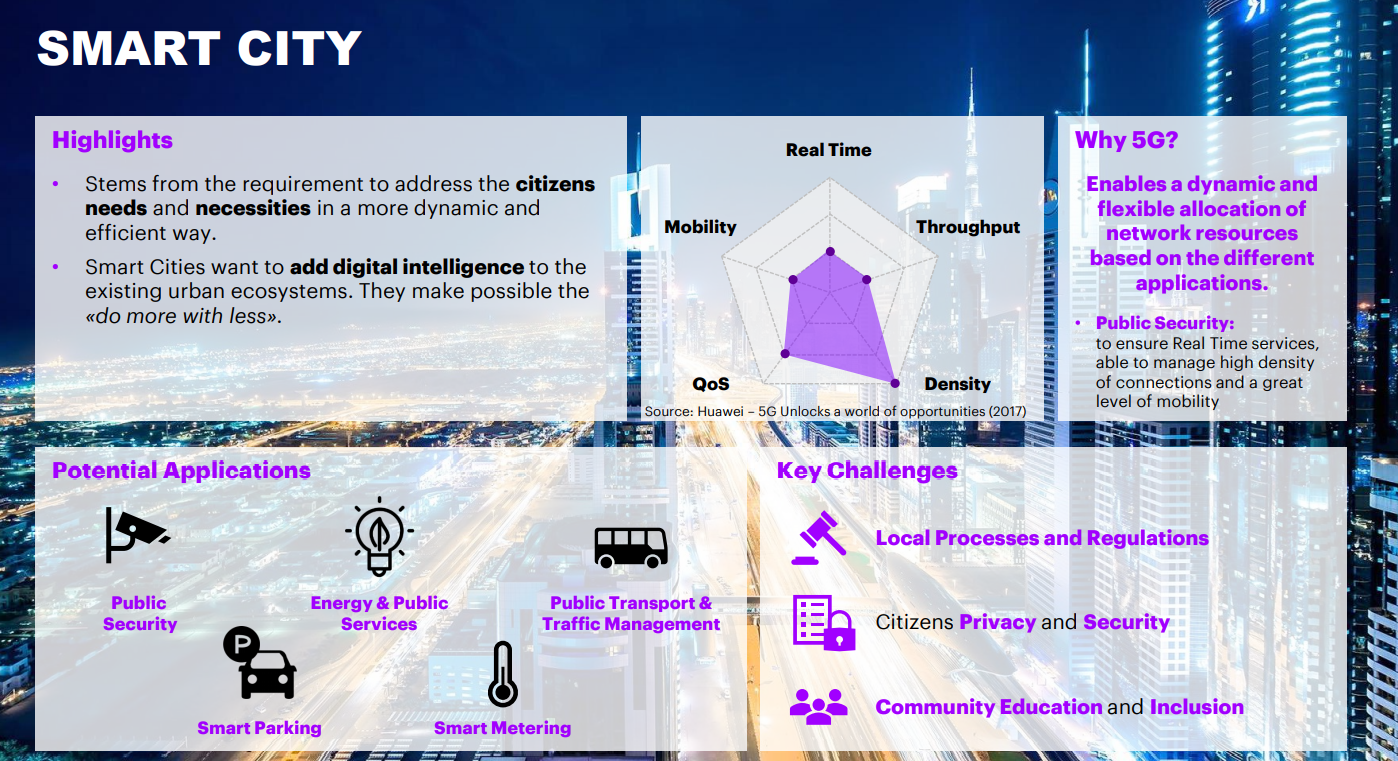 SMART CITY
Highlights
• Stems from the requirement to address the citizens
needs and necessities in a more dynamic and
efficient way.
• Smart Cities want to add digital intelligence to the
existing urban ecosystems. They make possible the
«do more with less».
Real Time
Mobility
Throughput
QoS
Density
Source: Huawei – 5G Unlocks a world of opportunities (2017)
Why 5G?
Enables a dynamic and
flexible allocation of
network resources
based on the different
applications.
• Public Security:
to ensure Real Time services,
able to manage high density
of connections and a great
level of mobility
Potential Applications
Public
Security
Energy & Public
Services
Public Transport &
Traffic Management
P
Smart Parking
Smart Metering
Key Challenges
Local Processes and Regulations
Citizens Privacy and Security
Community Education and Inclusion